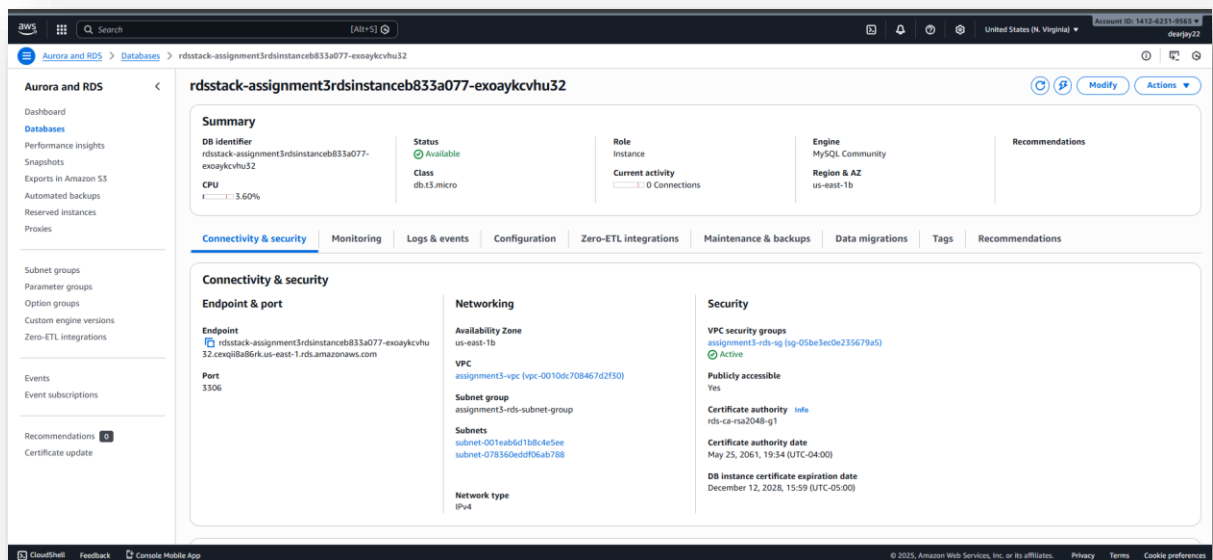 aws
Search [Alt+S]
United States (N. Virginia)
Account ID: 1412-6231-9565
dearjay22
Aurora and RDS > Databases > rdsstack-assignment3rdsinstanceb833a077-exoaykcvhu32
Aurora and RDS
Dashboard
Databases
Performance insights
Snapshots
Exports in Amazon S3
Automated backups
Reserved instances
Proxies
Subnet groups
Parameter groups
Option groups
Custom engine versions
Zero-ETL integrations
Events
Event subscriptions
Recommendations 0
Certificate update
rdsstack-assignment3rdsinstanceb833a077-exoaykcvhu32
Modify
Actions
Summary
DB identifier
rdsstack-assignment3rdsinstanceb833a077-
exoaykcvhu32
CPU
3.60%
Status
Available
Class
db.t3.micro
Role
Instance
Current activity
0 Connections
Engine
MySQL Community
Region & AZ
us-east-1b
Recommendations
Connectivity & security
Monitoring
Logs & events
Configuration
Zero-ETL integrations
Maintenance & backups
Data migrations
Tags
Recommendations
Connectivity & security
Endpoint & port
Endpoint
rdsstack-assignment3rdsinstanceb833a077-exoaykcvhu
32.cexqii8a86rk.us-east-1.rds.amazonaws.com
Port
3306
Networking
Availability Zone
us-east-1b
VPC
assignment3-vpc (vpc-0010dc708467d2f30)
Subnet group
assignment3-rds-subnet-group
Subnets
subnet-001eab6d1b8c4e5ee
subnet-078360eddf06ab788
Network type
IPv4
Security
VPC security groups
assignment3-rds-sg (sg-05be3ec0e235679a5)
Active
Publicly accessible
Yes
Certificate authority Info
rds-ca-rsa2048-g1
Certificate authority date
May 25, 2061, 19:34 (UTC-04:00)
DB instance certificate expiration date
December 12, 2028, 15:59 (UTC-05:00)
CloudShell Feedback Console Mobile App
© 2025, Amazon Web Services, Inc. or its affiliates. Privacy Terms Cookie preferences